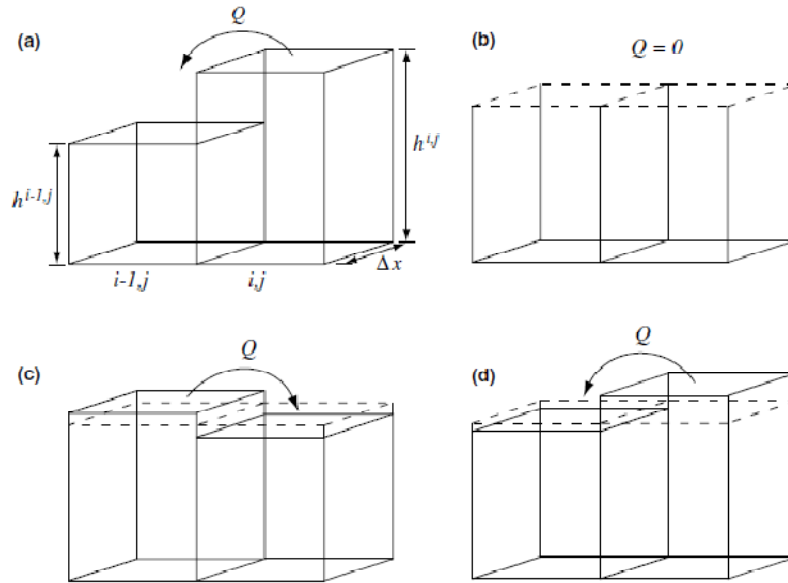 (a)
Q
h^{i-1,j}
h^{i,j}
Δx
i-1,j
i,j
(b)
Q = 0
(c)
Q
(d)
Q